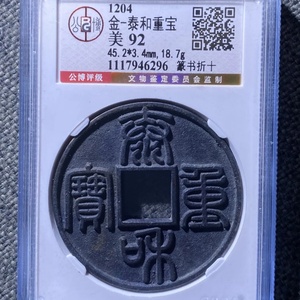 1204
金-泰和重宝
美 92
45.2*3.4mm,18.7g
1117946296 篆书折十
公博评级
文物鉴定委员会监制
泰和重寳